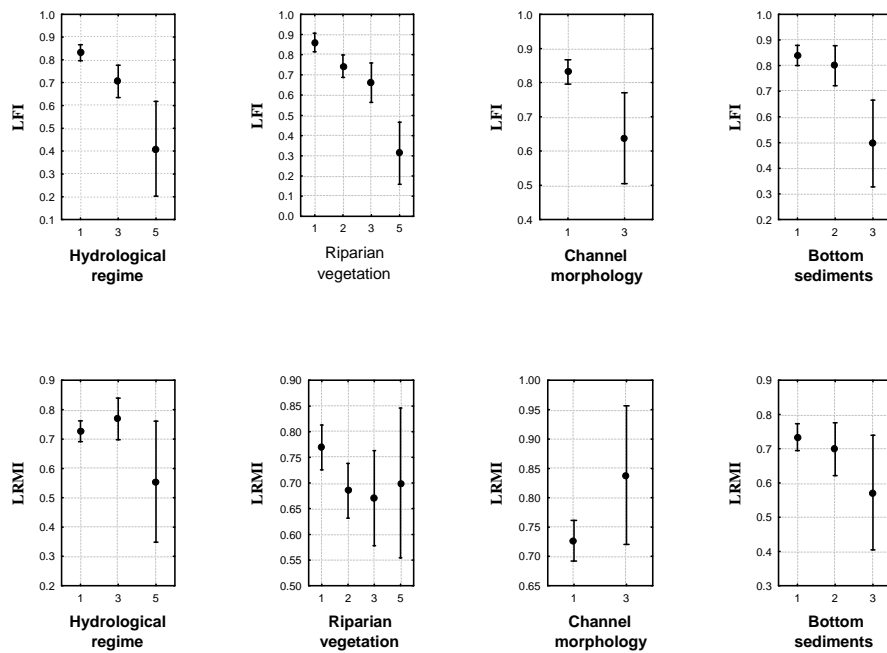 1.0
0.9
0.8
0.7
0.6
0.5
0.4
0.3
0.2
0.1
LFI
1 3 5
Hydrological
regime
1.0
0.9
0.8
0.7
0.6
0.5
0.4
0.3
0.2
0.1
0.0
LFI
1 2 3 5
Riparian
vegetation
1.0
0.9
0.8
0.7
0.6
0.5
0.4
LFI
1 3
Channel
morphology
1.0
0.9
0.8
0.7
0.6
0.5
0.4
0.3
0.2
LFI
1 2 3
Bottom
sediments
0.9
0.8
0.7
0.6
0.5
0.4
0.3
0.2
LRMI
1 3 5
Hydrological
regime
0.90
0.85
0.80
0.75
0.70
0.65
0.60
0.55
0.50
LRMI
1 2 3 5
Riparian
vegetation
1.00
0.95
0.90
0.85
0.80
0.75
0.70
0.65
LRMI
1 3
Channel
morphology
0.9
0.8
0.7
0.6
0.5
0.4
0.3
LRMI
1 2 3
Bottom
sediments